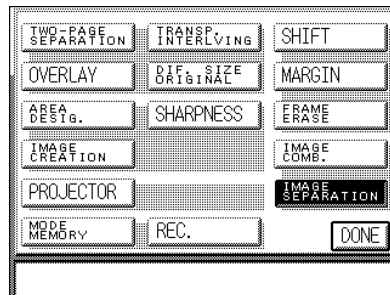 TWO-PAGE
SEPARATION
TRANSP.
INTERLVING
SHIFT
OVERLAY
DIF. SIZE
ORIGINAL
MARGIN
AREA
DESIG.
SHARPNESS
FRAME
ERASE
IMAGE
CREATION
IMAGE
COMB.
PROJECTOR
IMAGE
SEPARATION
MODE
MEMORY
REC.
DONE